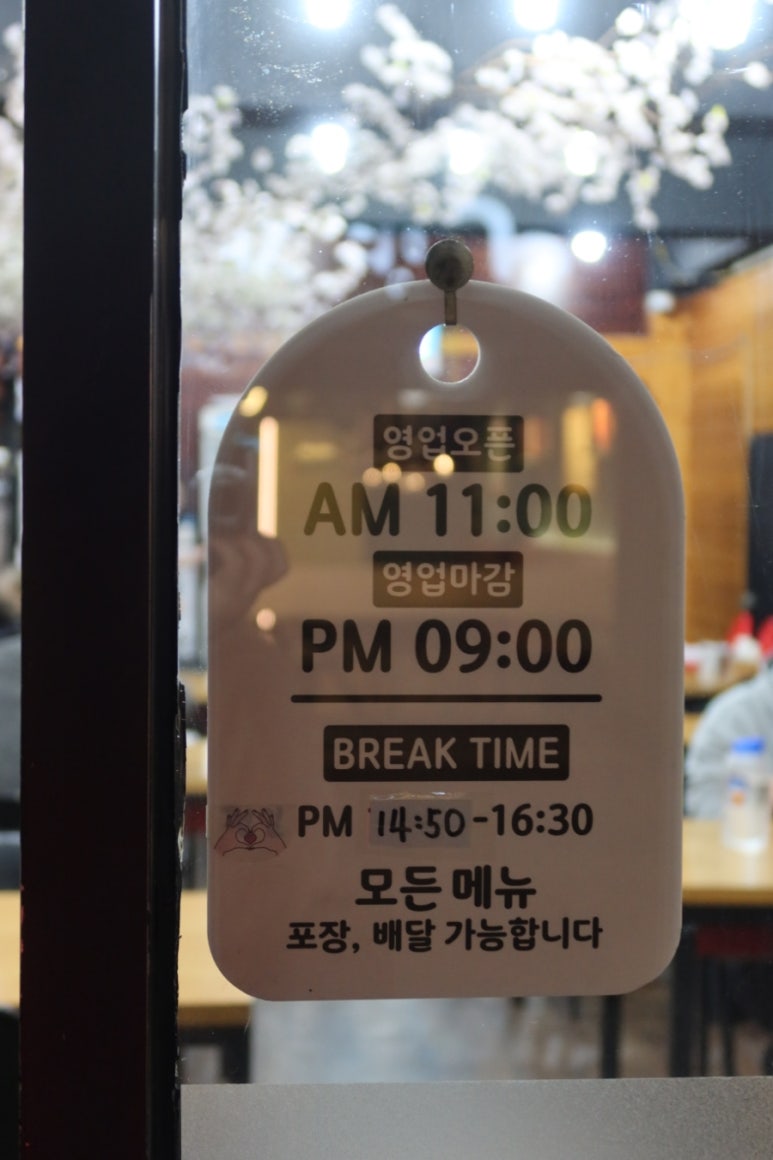 영업오픈
AM 11:00
영업마감
PM 09:00
BREAK TIME
PM 14:50-16:30
모든 메뉴
포장, 배달 가능합니다